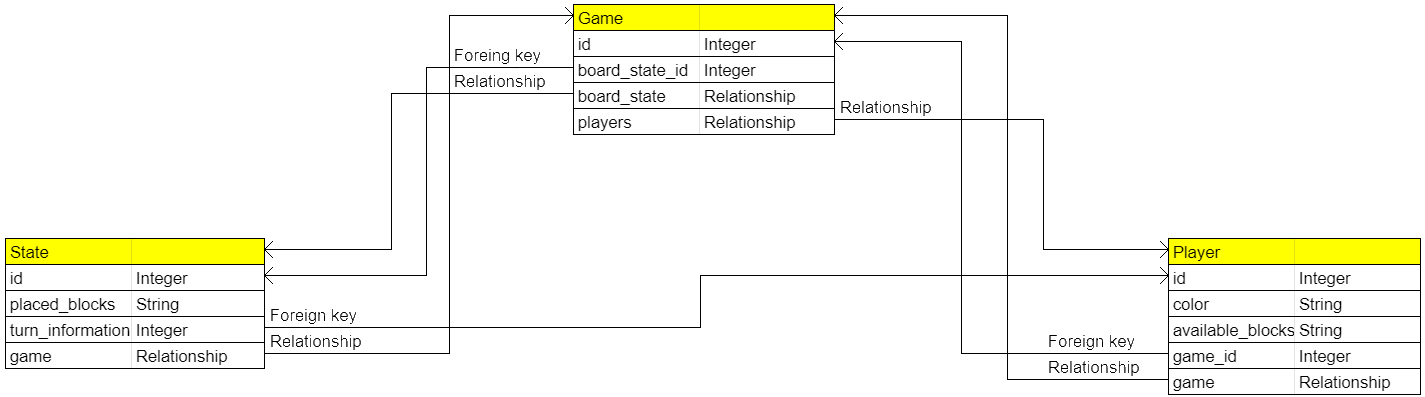 Game
id Integer
Foreing key
board_state_id Integer
Relationship
board_state Relationship
Relationship
players Relationship
State
id Integer
placed_blocks String
Foreign key
turn_information Integer
Relationship
game Relationship
Player
id Integer
color String
available_blocks String
Foreign key
game_id Integer
Relationship
game Relationship